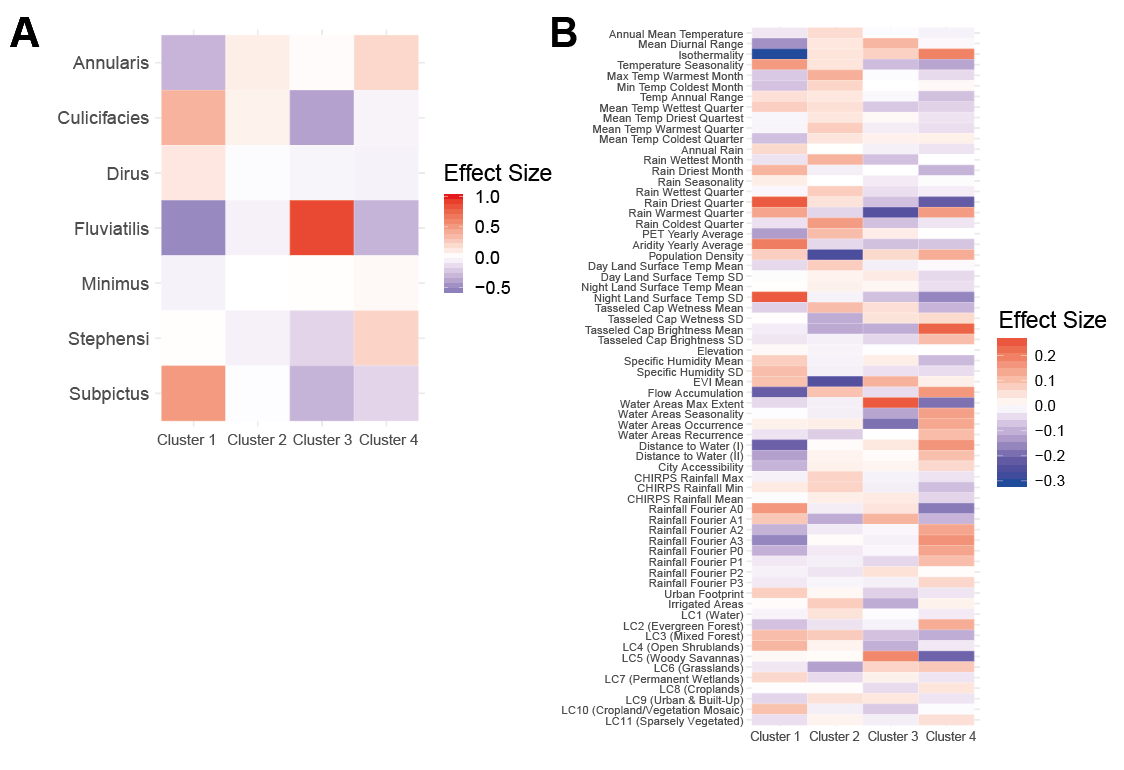 A
Annularis
Culicifacies
Dirus
Fluviatilis
Minimus
Stephensi
Subpictus
Cluster 1 Cluster 2 Cluster 3 Cluster 4
Effect Size
1.0
0.5
0.0
−0.5
B
Annual Mean Temperature
Mean Diurnal Range
Isothermality
Temperature Seasonality
Max Temp Warmest Month
Min Temp Coldest Month
Temp Annual Range
Mean Temp Wettest Quarter
Mean Temp Driest Quartest
Mean Temp Warmest Quarter
Mean Temp Coldest Quarter
Annual Rain
Rain Wettest Month
Rain Driest Month
Rain Seasonality
Rain Wettest Quarter
Rain Driest Quarter
Rain Warmest Quarter
Rain Coldest Quarter
PET Yearly Average
Aridity Yearly Average
Population Density
Day Land Surface Temp Mean
Day Land Surface Temp SD
Night Land Surface Temp Mean
Night Land Surface Temp SD
Tasseled Cap Wetness Mean
Tasseled Cap Wetness SD
Tasseled Cap Brightness Mean
Tasseled Cap Brightness SD
Elevation
Specific Humidity Mean
Specific Humidity SD
EVI Mean
Flow Accumulation
Water Areas Max Extent
Water Areas Seasonality
Water Areas Occurrence
Water Areas Recurrence
Distance to Water (I)
Distance to Water (II)
City Accessibility
CHIRPS Rainfall Max
CHIRPS Rainfall Min
CHIRPS Rainfall Mean
Rainfall Fourier A0
Rainfall Fourier A1
Rainfall Fourier A2
Rainfall Fourier A3
Rainfall Fourier P0
Rainfall Fourier P1
Rainfall Fourier P2
Rainfall Fourier P3
Urban Footprint
Irrigated Areas
LC1 (Water)
LC2 (Evergreen Forest)
LC3 (Mixed Forest)
LC4 (Open Shrublands)
LC5 (Woody Savannas)
LC6 (Grasslands)
LC7 (Permanent Wetlands)
LC8 (Croplands)
LC9 (Urban & Built-Up)
LC10 (Cropland/Vegetation Mosaic)
LC11 (Sparsely Vegetated)
Cluster 1 Cluster 2 Cluster 3 Cluster 4
Effect Size
0.2
0.1
0.0
−0.1
−0.2
−0.3